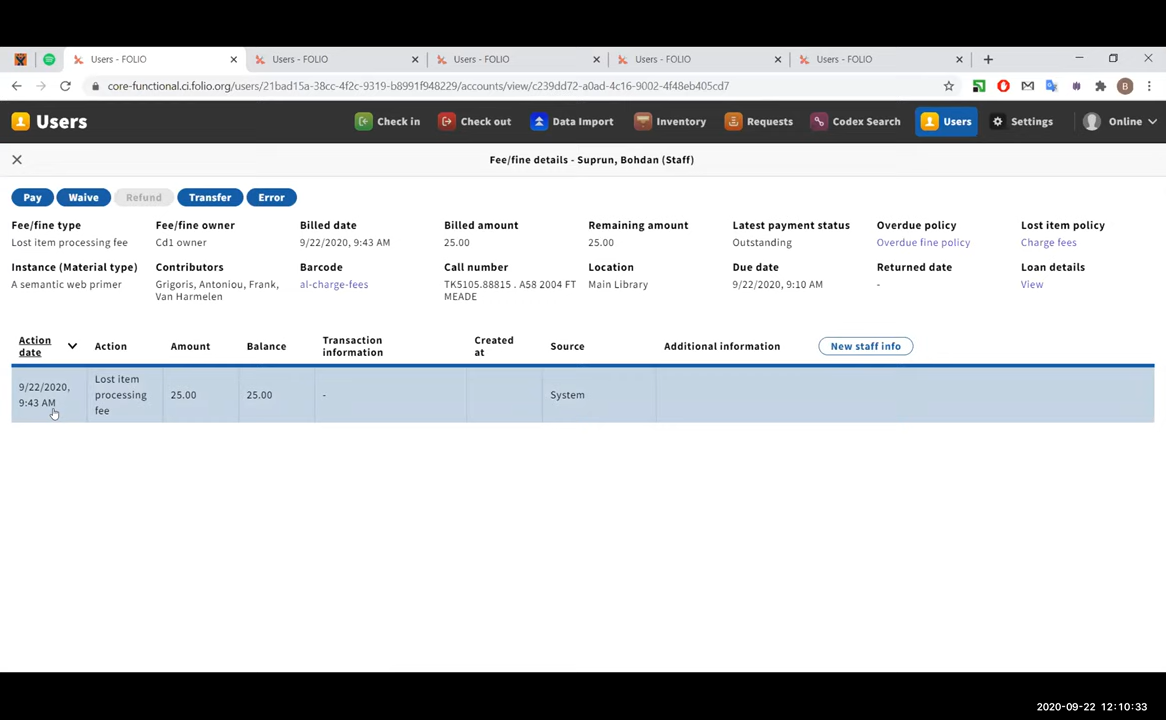 Users - FOLIO
Users - FOLIO
Users - FOLIO
Users - FOLIO
Users - FOLIO
core-functional.ci.folio.org/users/21bad15a-38cc-4f2c-9319-b8991f948229/accounts/view/c239dd72-a0ad-4c16-9002-4f48eb405cd7
B
Users
Check in
Check out
Data Import
Inventory
Requests
Codex Search
Users
Settings
Online
Fee/fine details - Suprun, Bohdan (Staff)
Pay
Waive
Refund
Transfer
Error
Fee/fine type
Fee/fine owner
Billed date
Billed amount
Remaining amount
Latest payment status
Overdue policy
Lost item policy
Lost item processing fee
Cd1 owner
9/22/2020, 9:43 AM
25.00
25.00
Outstanding
Overdue fine policy
Charge fees
Instance (Material type)
Contributors
Barcode
Call number
Location
Due date
Returned date
Loan details
A semantic web primer
Grigoris, Antoniou, Frank,
Van Harmelen
al-charge-fees
TK5105.88815 . A58 2004 FT
MEADE
Main Library
9/22/2020, 9:10 AM
-
View
Action
date
Action
Amount
Balance
Transaction
information
Created
at
Source
Additional information
New staff info
9/22/2020,
9:43 AM
Lost item
processing
fee
25.00
25.00
-
System
2020-09-22 12:10:33